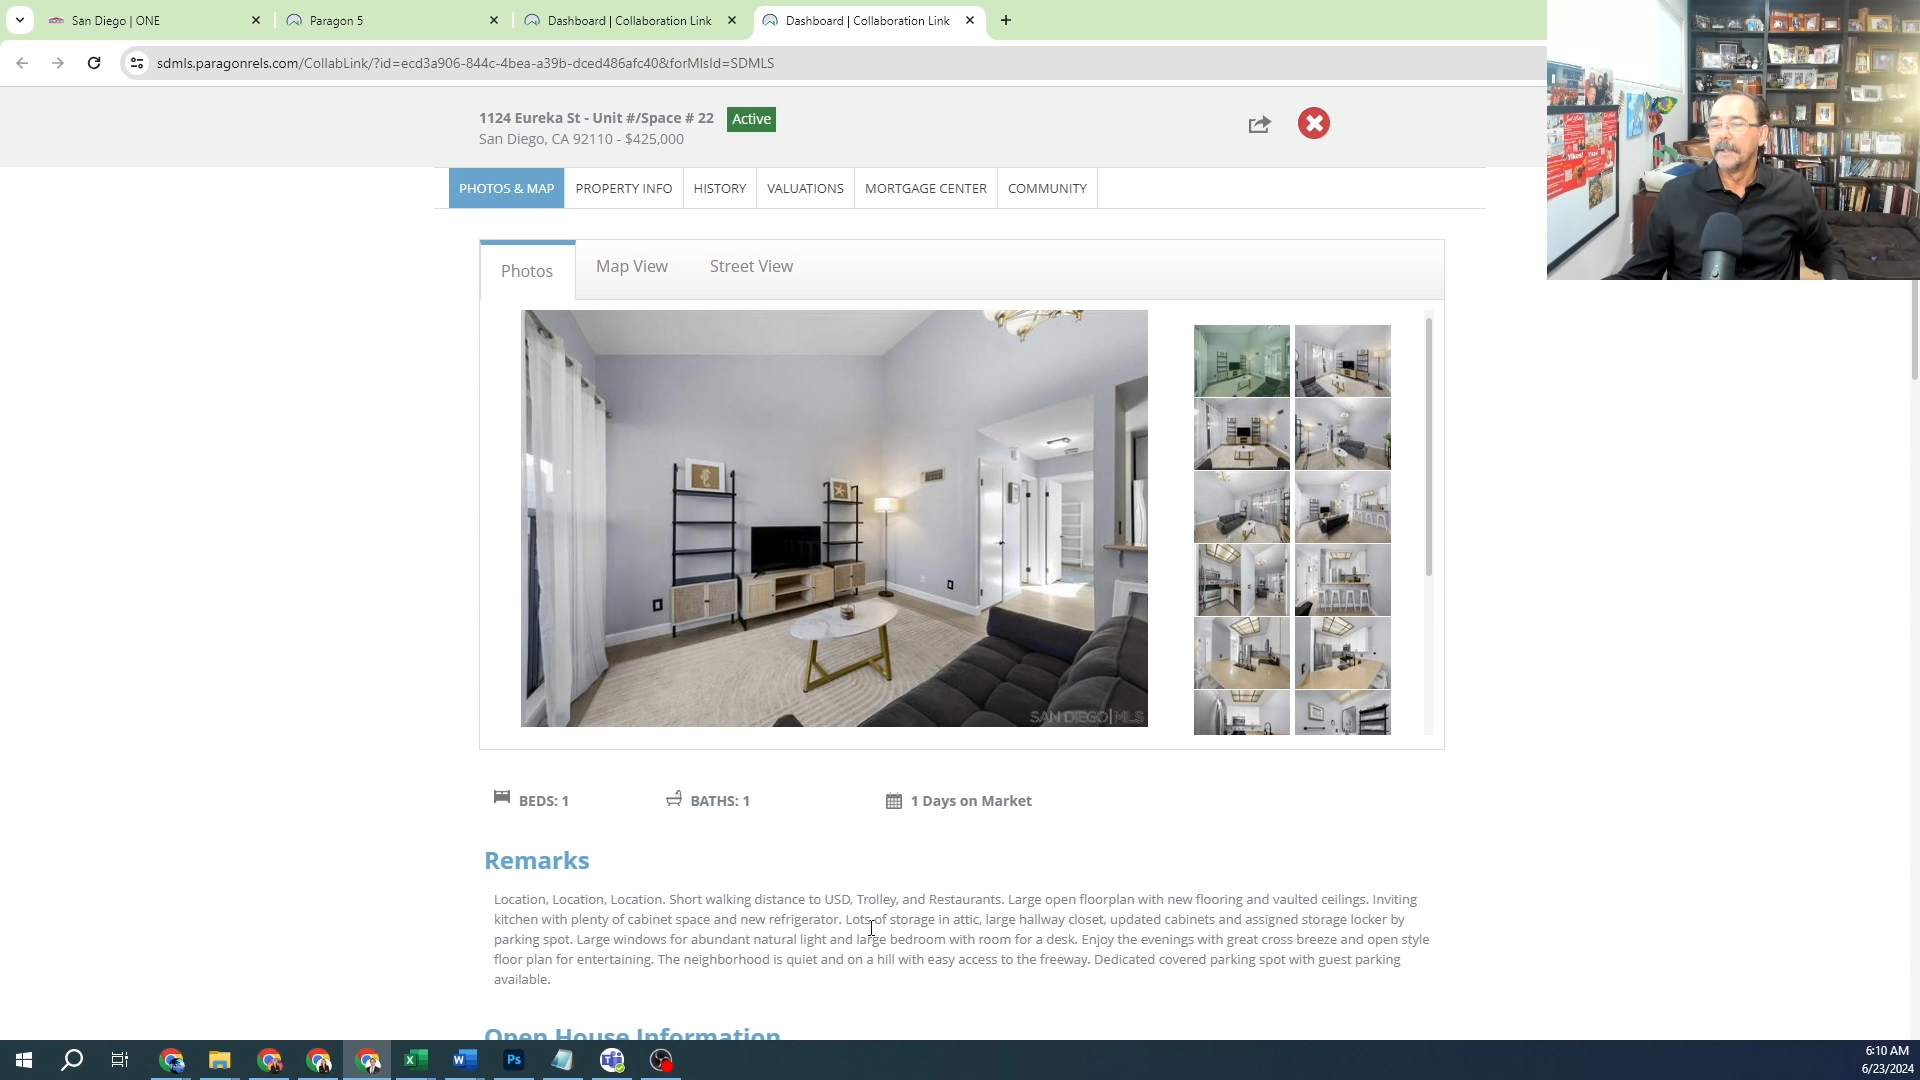 San Diego | ONE
Paragon 5
Dashboard | Collaboration Link
Dashboard | Collaboration Link
sdmls.paragonrels.com/CollabLink/?id=ecd3a906-844c-4bea-a39b-dced486afc40&forMlsId=SDMLS
1124 Eureka St - Unit #/Space # 22
Active
San Diego, CA 92110 - $425,000
PHOTOS & MAP
PROPERTY INFO
HISTORY
VALUATIONS
MORTGAGE CENTER
COMMUNITY
Photos
Map View
Street View
SAN DIEGO|MLS
BEDS: 1
BATHS: 1
1 Days on Market
Remarks
Location, Location, Location. Short walking distance to USD, Trolley, and Restaurants. Large open floorplan with new flooring and vaulted ceilings. Inviting
kitchen with plenty of cabinet space and new refrigerator. Lots of storage in attic, large hallway closet, updated cabinets and assigned storage locker by
parking spot. Large windows for abundant natural light and large bedroom with room for a desk. Enjoy the evenings with great cross breeze and open style
floor plan for entertaining. The neighborhood is quiet and on a hill with easy access to the freeway. Dedicated covered parking spot with guest parking
available.
Open House Information
Ps
6:10 AM
6/23/2024